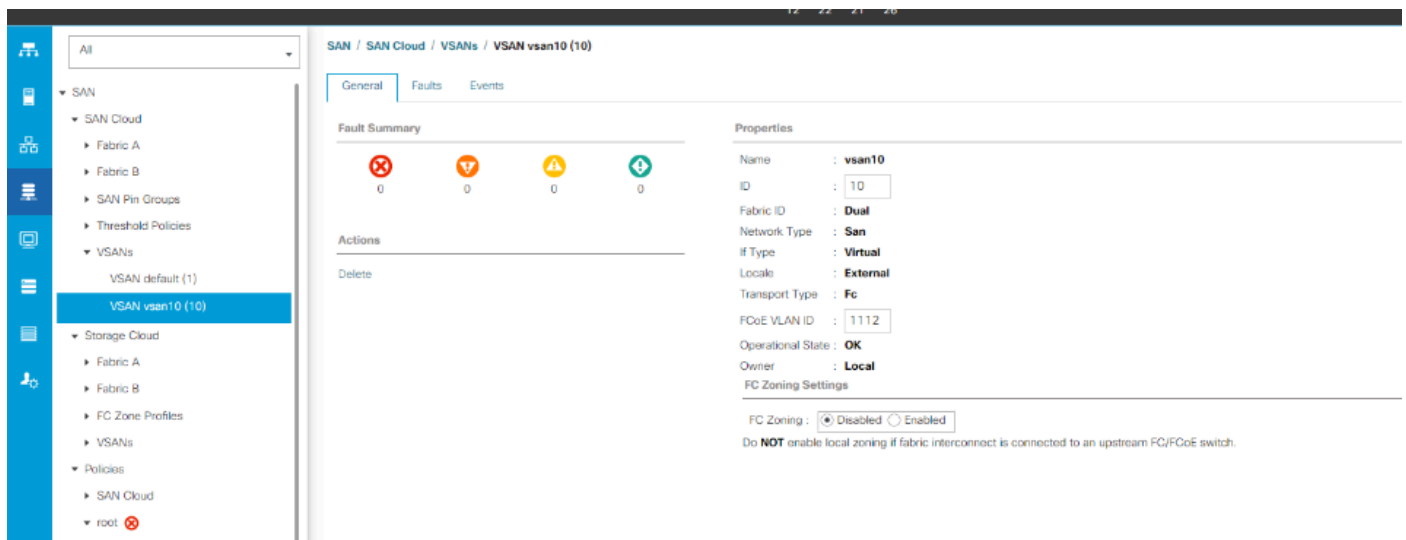 12 22 21 26
All
SAN
SAN Cloud
Fabric A
Fabric B
SAN Pin Groups
Threshold Policies
VSANs
VSAN default (1)
VSAN vsan10 (10)
Storage Cloud
Fabric A
Fabric B
FC Zone Profiles
VSANs
Policies
SAN Cloud
root
SAN / SAN Cloud / VSANs / VSAN vsan10 (10)
General Faults Events
Fault Summary
0 0 0 0
Actions
Delete
Properties
Name : vsan10
ID : 10
Fabric ID : Dual
Network Type : San
If Type : Virtual
Locale : External
Transport Type : Fc
FCoE VLAN ID : 1112
Operational State : OK
Owner : Local
FC Zoning Settings
FC Zoning : Disabled Enabled
Do NOT enable local zoning if fabric interconnect is connected to an upstream FC/FCoE switch.